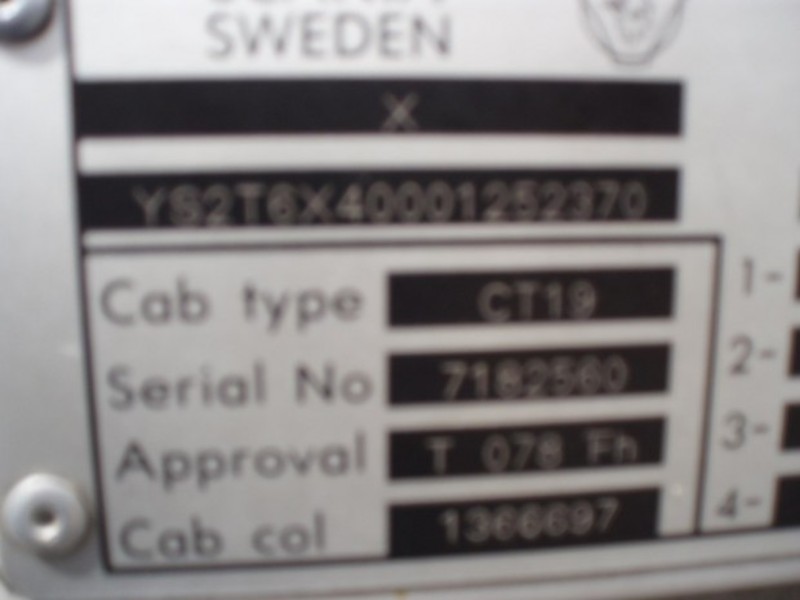 SWEDEN
X
YS2T6X40001252370
Cab type CT19
Serial No 7182560
Approval T 078 Fh
Cab col 1366697
1-
2-
3-
4-